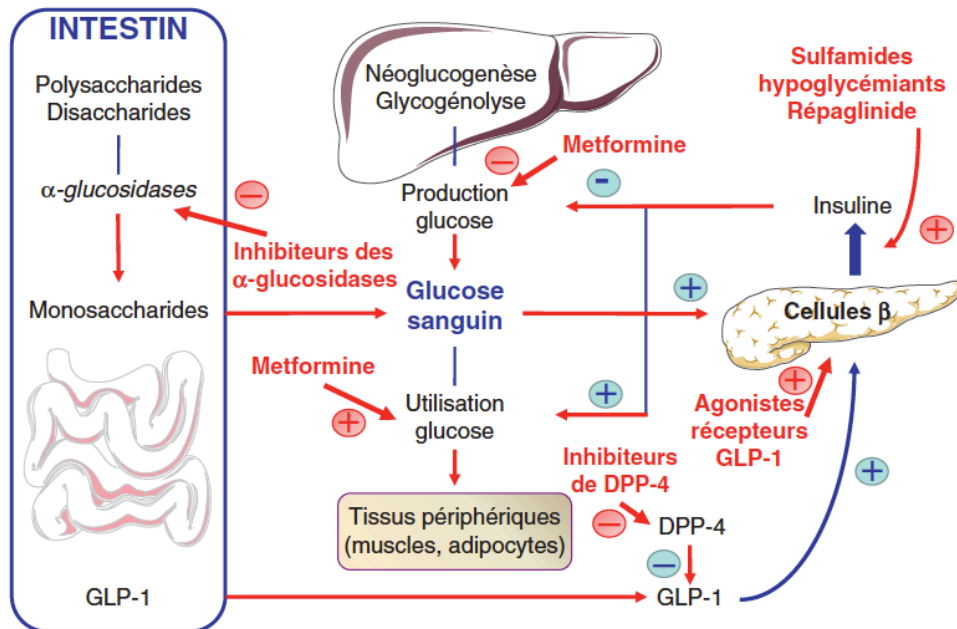 INTESTIN
Polysaccharides
Disaccharides
α-glucosidases
−
Inhibiteurs des
α-glucosidases
Monosaccharides
GLP-1
Néoglucogenèse
Glycogénolyse
−
Metformine
Production
glucose
Glucose
sanguin
Metformine
+
Utilisation
glucose
Tissus périphériques
(muscles, adipocytes)
-
+
+
Sulfamides
hypoglycémiants
Répaglinide
Insuline
+
Cellules β
+
Agonistes
récepteurs
GLP-1
+
Inhibiteurs
de DPP-4
−
DPP-4
−
GLP-1